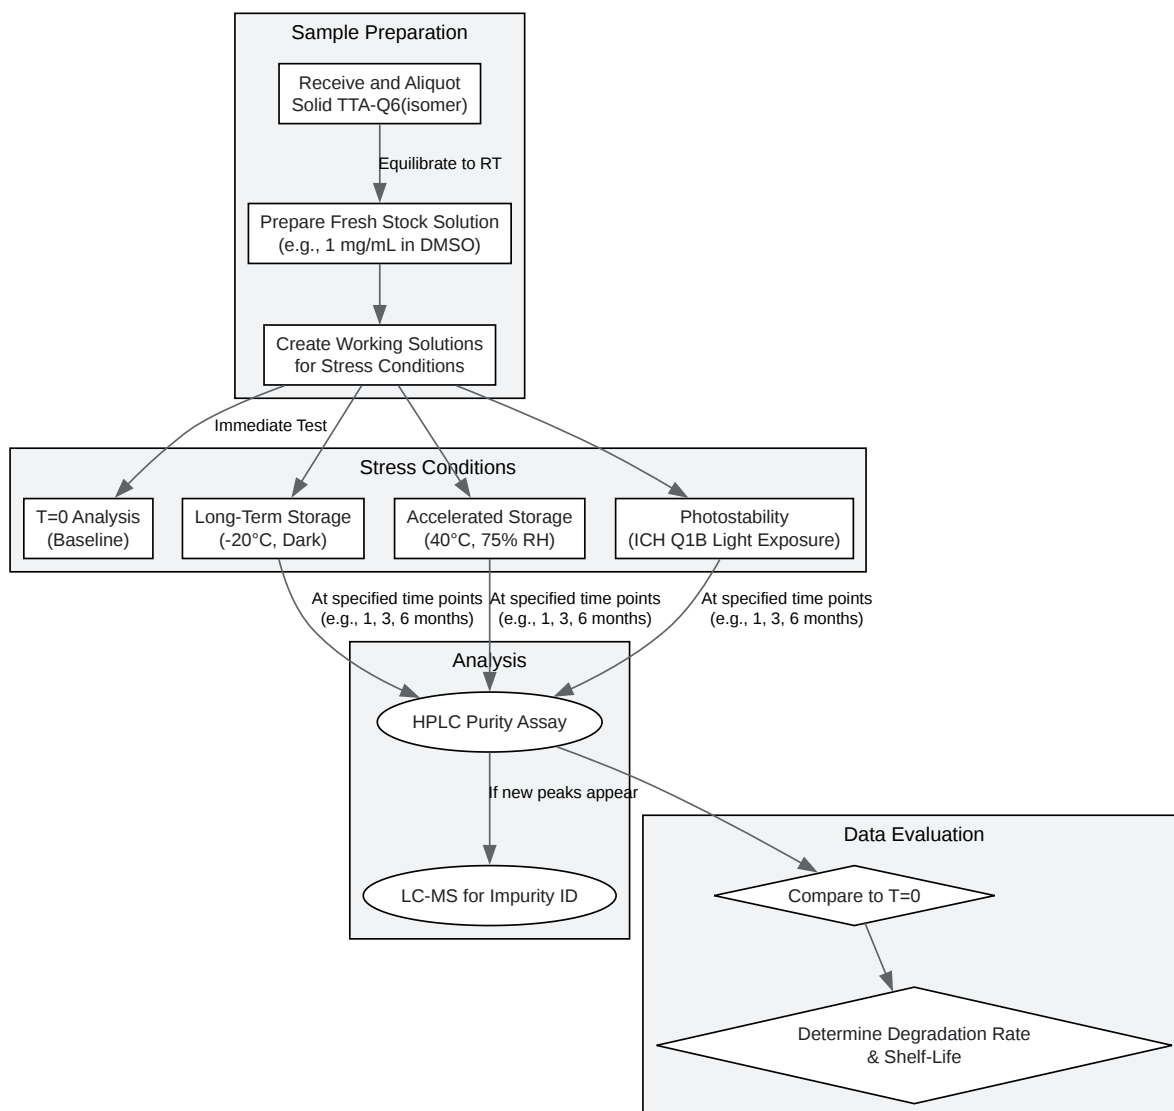 Sample Preparation
Receive and Aliquot
Solid TTA-Q6(isomer)
Equilibrate to RT
Prepare Fresh Stock Solution
(e.g., 1 mg/mL in DMSO)
Create Working Solutions
for Stress Conditions
Immediate Test
Stress Conditions
T=0 Analysis
(Baseline)
Long-Term Storage
(-20°C, Dark)
Accelerated Storage
(40°C, 75% RH)
Photostability
(ICH Q1B Light Exposure)
At specified time points
(e.g., 1, 3, 6 months)
At specified time points
(e.g., 1, 3, 6 months)
At specified time points
(e.g., 1, 3, 6 months)
Analysis
HPLC Purity Assay
If new peaks appear
LC-MS for Impurity ID
Data Evaluation
Compare to T=0
Determine Degradation Rate
& Shelf-Life